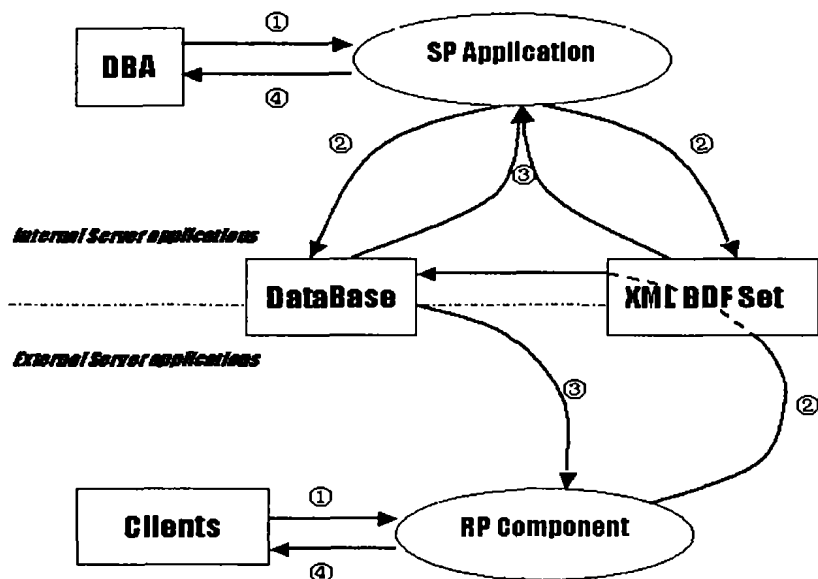 ①
SP Application
DBA
④
②
②
③
Internal Server applications
DataBase
XML BDF Set
External Server applications
③
②
①
Clients
RP Component
④